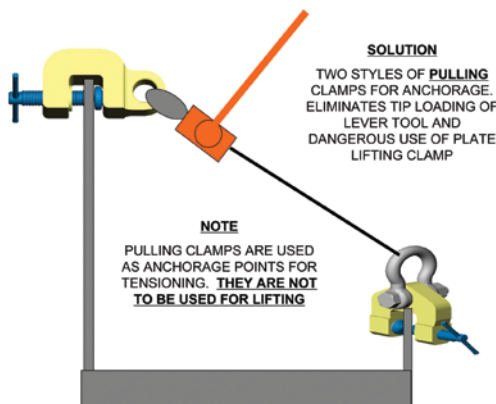 SOLUTION
TWO STYLES OF PULLING
CLAMPS FOR ANCHORAGE.
ELIMINATES TIP LOADING OF
LEVER TOOL AND
DANGEROUS USE OF PLATE
LIFTING CLAMP
NOTE
PULLING CLAMPS ARE USED
AS ANCHORAGE POINTS FOR
TENSIONING. THEY ARE NOT
TO BE USED FOR LIFTING